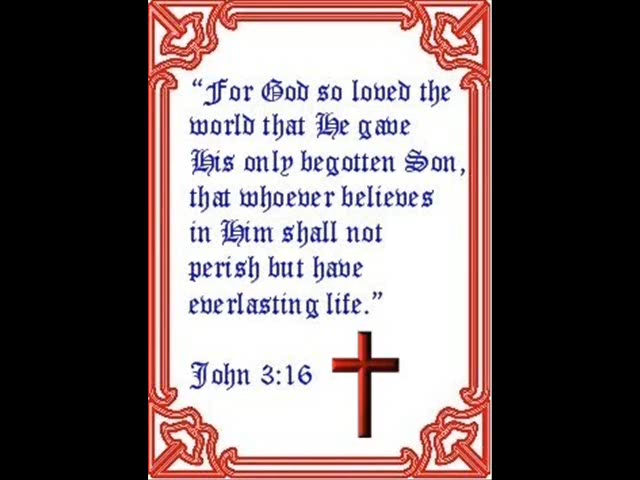 “For God so loved the
world that He gave
His only begotten Son,
that whoever believes
in Him shall not
perish but have
everlasting life.”
John 3:16